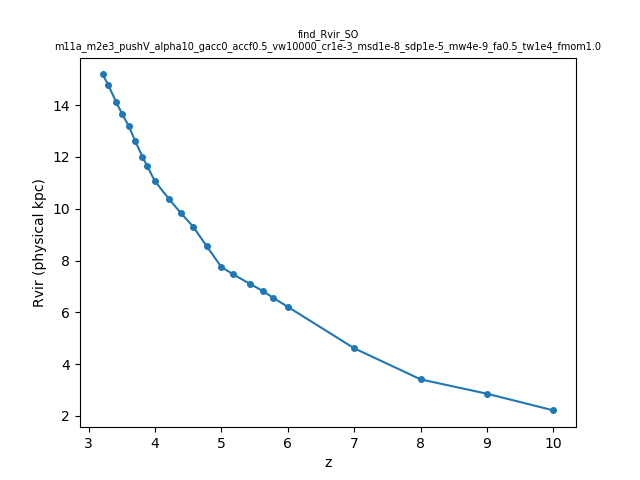 find_Rvir_SO
m11a_m2e3_pushV_alpha10_gacc0_accf0.5_vw10000_cr1e-3_msd1e-8_sdp1e-5_mw4e-9_fa0.5_tw1e4_fmom1.0
14
12
10
8
6
4
2
Rvir (physical kpc)
3 4 5 6 7 8 9 10
z